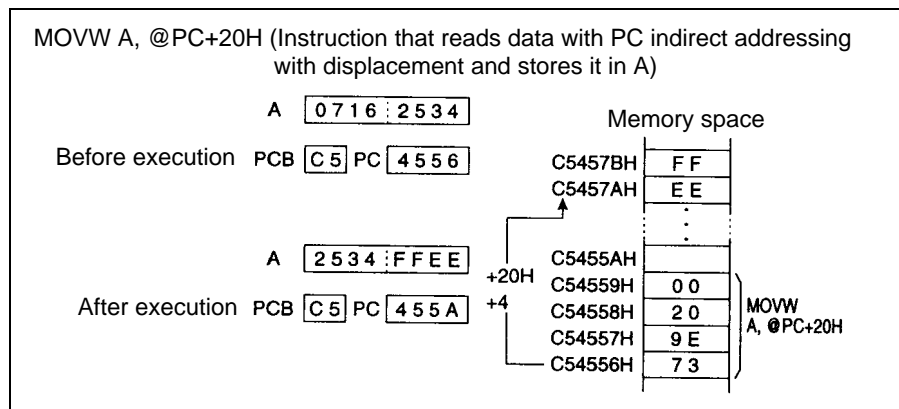 MOVW A, @PC+20H (Instruction that reads data with PC indirect addressing
with displacement and stores it in A)
A 0716 2534
Memory space
Before execution PCB C5 PC 4556
C5457BH FF
C5457AH EE
A 2534 FFEE
+20H
C5455AH
After execution PCB C5 PC 455A
+4
C54559H 00
C54558H 20
C54557H 9E
C54556H 73
MOVW
A, @PC+20H